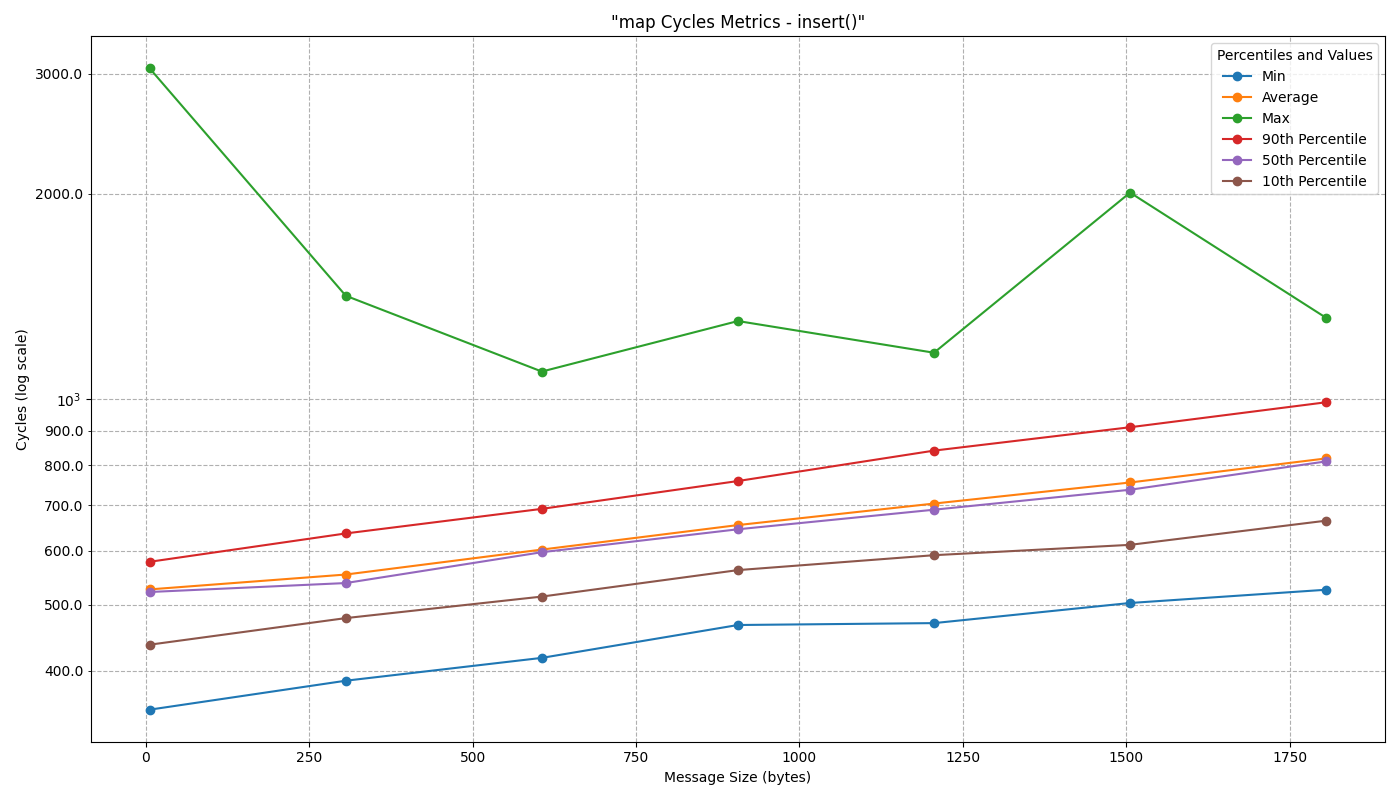 "map Cycles Metrics - insert()"
Percentiles and Values
Min
Average
Max
90th Percentile
50th Percentile
10th Percentile
Cycles (log scale)
3000.0
2000.0
10³
900.0
800.0
700.0
600.0
500.0
400.0
0 250 500 750 1000 1250 1500 1750
Message Size (bytes)